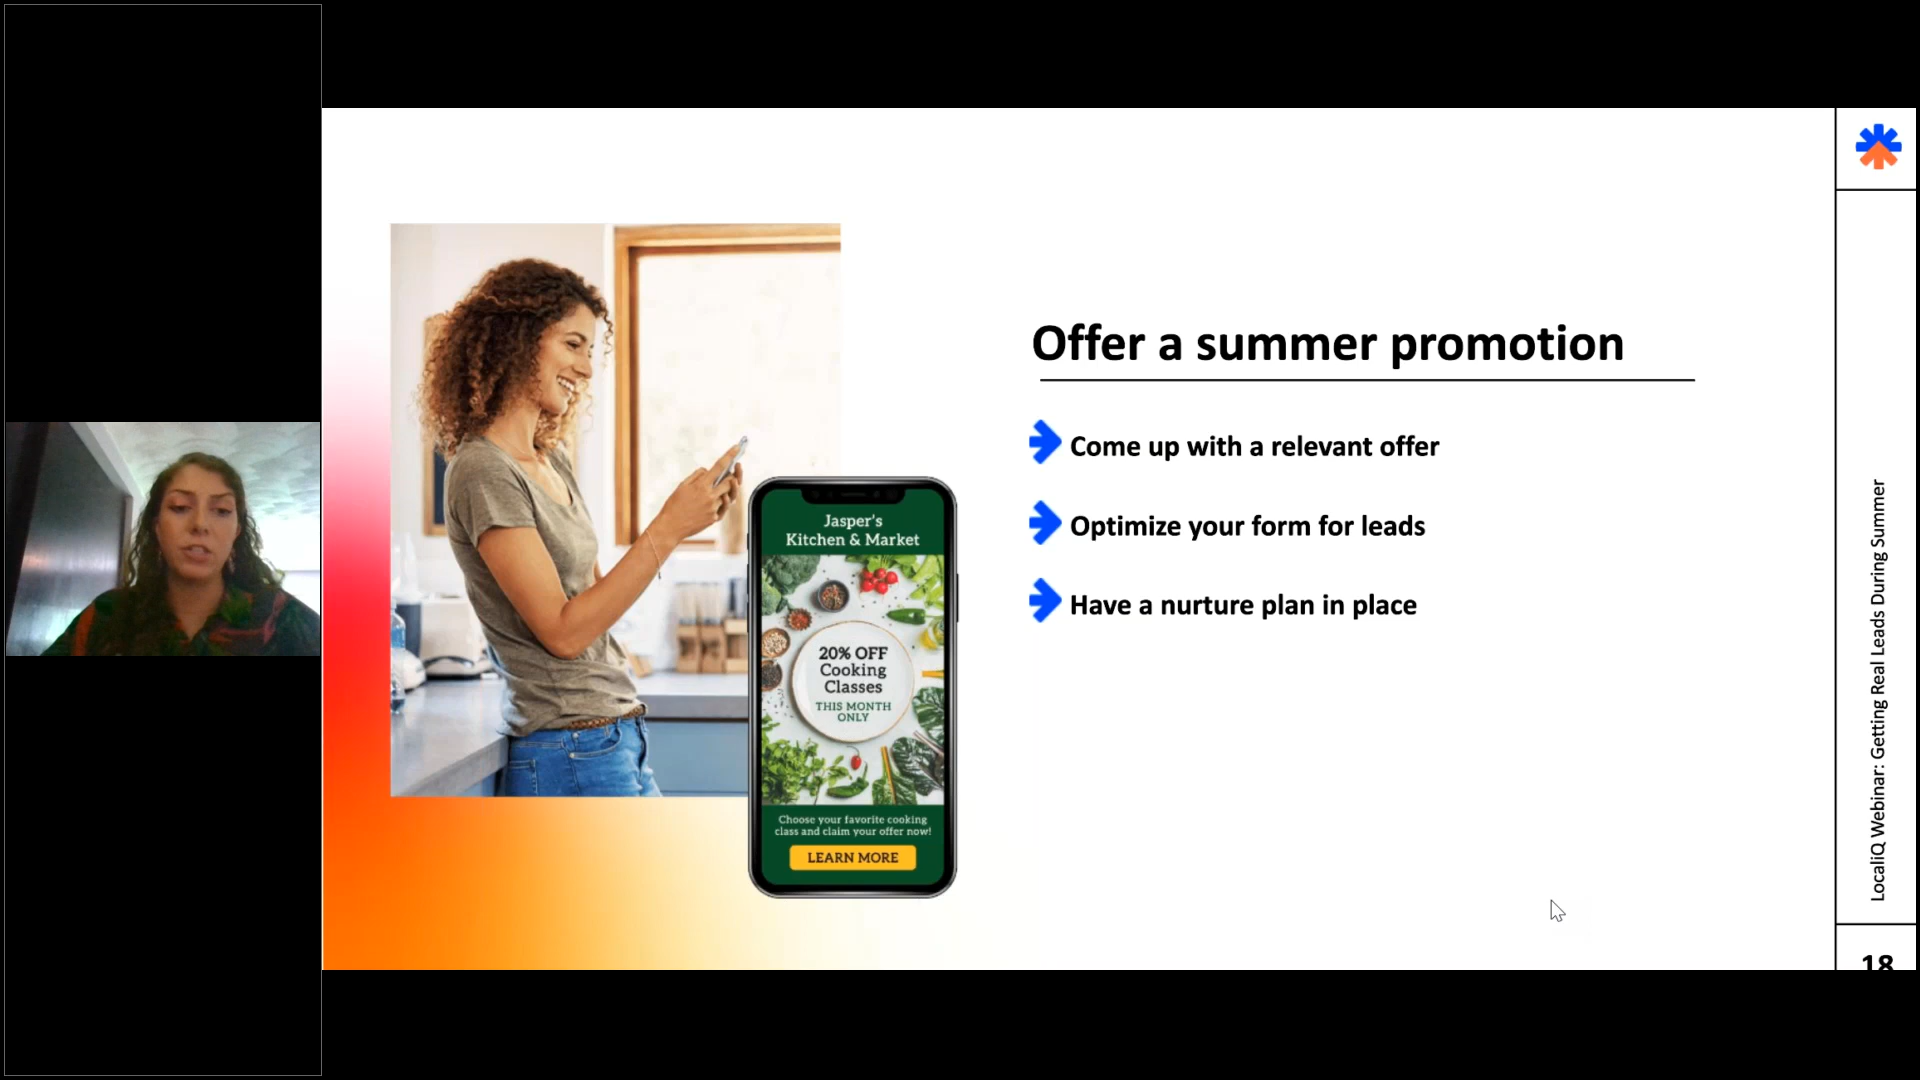 Offer a summer promotion
Come up with a relevant offer
Optimize your form for leads
Have a nurture plan in place
Jasper's
Kitchen & Market
20% OFF
Cooking
Classes
THIS MONTH
ONLY
Choose your favorite cooking
class and claim your offer now!
LEARN MORE
LocaliQ Webinar: Getting Real Leads During Summer
18